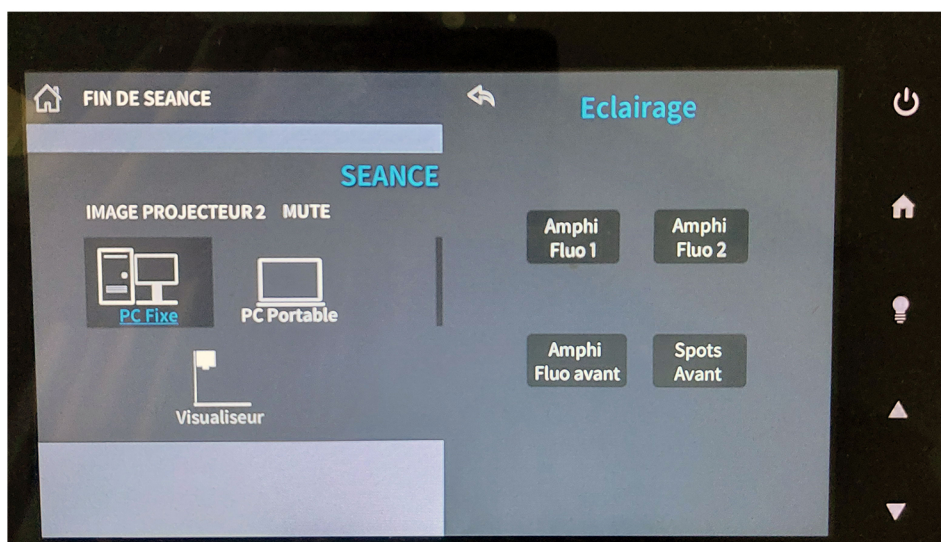 FIN DE SEANCE
SEANCE
IMAGE PROJECTEUR 2 MUTE
PC Fixe
PC Portable
Visualiseur
Eclairage
Amphi
Fluo 1
Amphi
Fluo 2
Amphi
Fluo avant
Spots
Avant